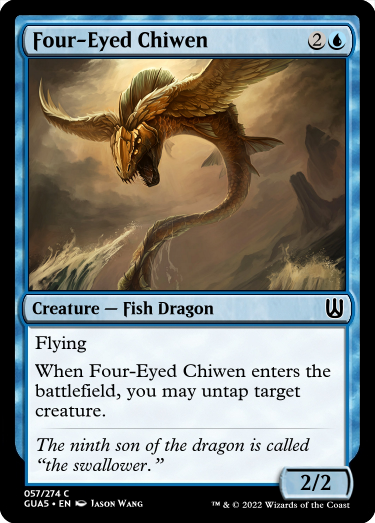 Four-Eyed Chiwen 2
Creature — Fish Dragon
Flying
When Four-Eyed Chiwen enters the
battlefield, you may untap target
creature.
The ninth son of the dragon is called
“the swallower.”
2/2
057/274 C
GUA5 • EN Jason Wang
™ & © 2022 Wizards of the Coast